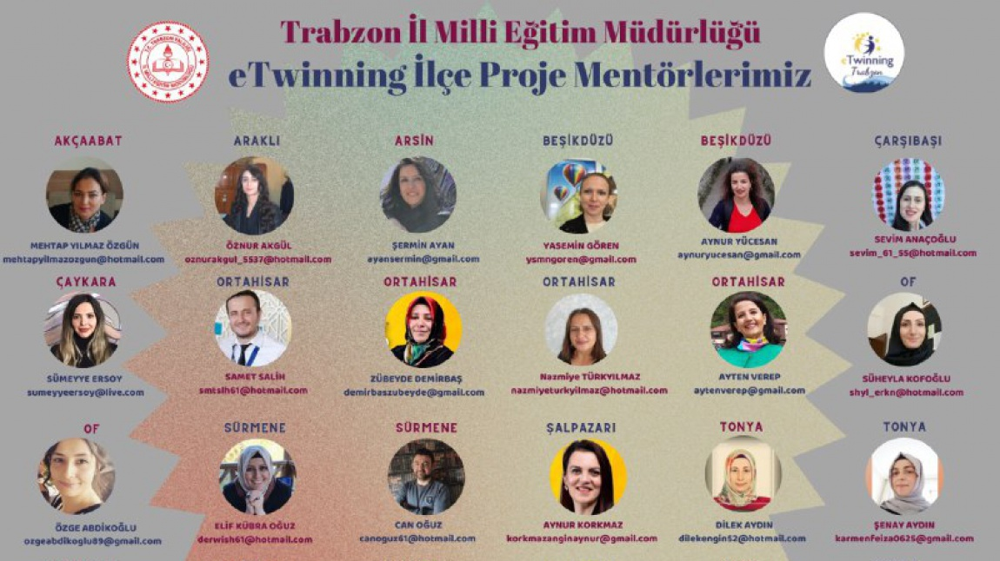 Trabzon İl Milli Eğitim Müdürlüğü
eTwinning İlçe Proje Mentörlerimiz
eTwinning
Trabzon
AKÇAABAT
ARAKLI
ARSİN
BEŞİKDÜZÜ
BEŞİKDÜZÜ
ÇARŞIBAŞI
MEHTAP YILMAZ ÖZGÜN
mehtapyilmazozgun@hotmail.com
ÖZNUR AKGÜL
oznurakgul_5537@hotmail.com
ŞERMİN AYAN
ayansermin@gmail.com
YASEMİN GÖREN
ysmngoren@gmail.com
AYNUR YÜCESAN
aynuryucesan@gmail.com
SEVİM ANAÇOĞLU
sevim_61_55@hotmail.com
ÇAYKARA
ORTAHİSAR
ORTAHİSAR
ORTAHİSAR
ORTAHİSAR
OF
SÜMEYYE ERSOY
sumeyyeersoy@live.com
SAMET SALİH
smtslh61@hotmail.com
ZÜBEYDE DEMİRBAŞ
demirbaszubeyde@gmail.com
Nazmiye TÜRKYILMAZ
nazmiyeturkyilmaz@hotmail.com
AYTEN VEREP
aytenverep@gmail.com
SÜHEYLA KOFOĞLU
shyl_erkn@hotmail.com
OF
SÜRMENE
SÜRMENE
ŞALPAZARI
TONYA
TONYA
ÖZGE ABDİKOĞLU
ozgeabdikoglu89@gmail.com
ELİF KÜBRA OĞUZ
derwish61@hotmail.com
CAN OĞUZ
canoguz61@hotmail.com
AYNUR KORKMAZ
korkmazanginaynur@gmail.com
DİLEK AYDIN
dilekengin52@hotmail.com
ŞENAY AYDIN
karmenfeiza0625@gmail.com